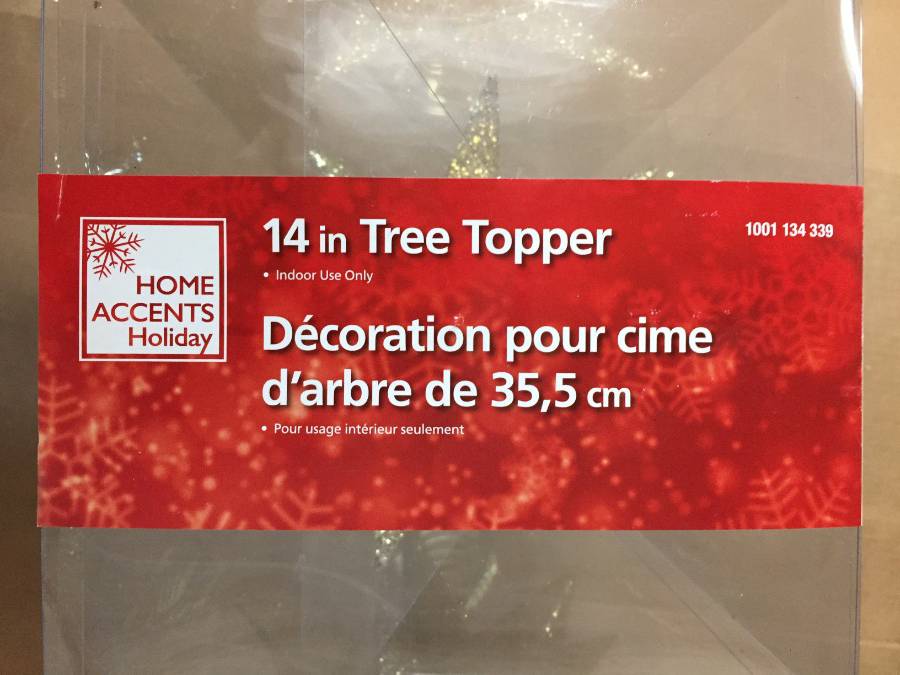 HOME
ACCENTS
Holiday
14 in Tree Topper
• Indoor Use Only
1001 134 339
Décoration pour cime
d'arbre de 35,5 cm
• Pour usage intérieur seulement